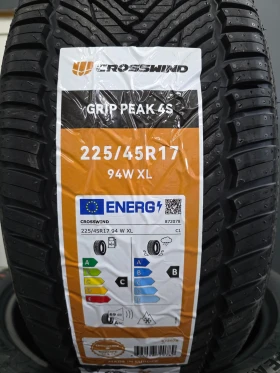 CROSSWIND
GRIP PEAK 4S
225/45R17
94W XL
ENERG
CROSSWIND
225/45R17 94 W XL C1
A
B
C
D
E
C
A
B
C
D
E
B